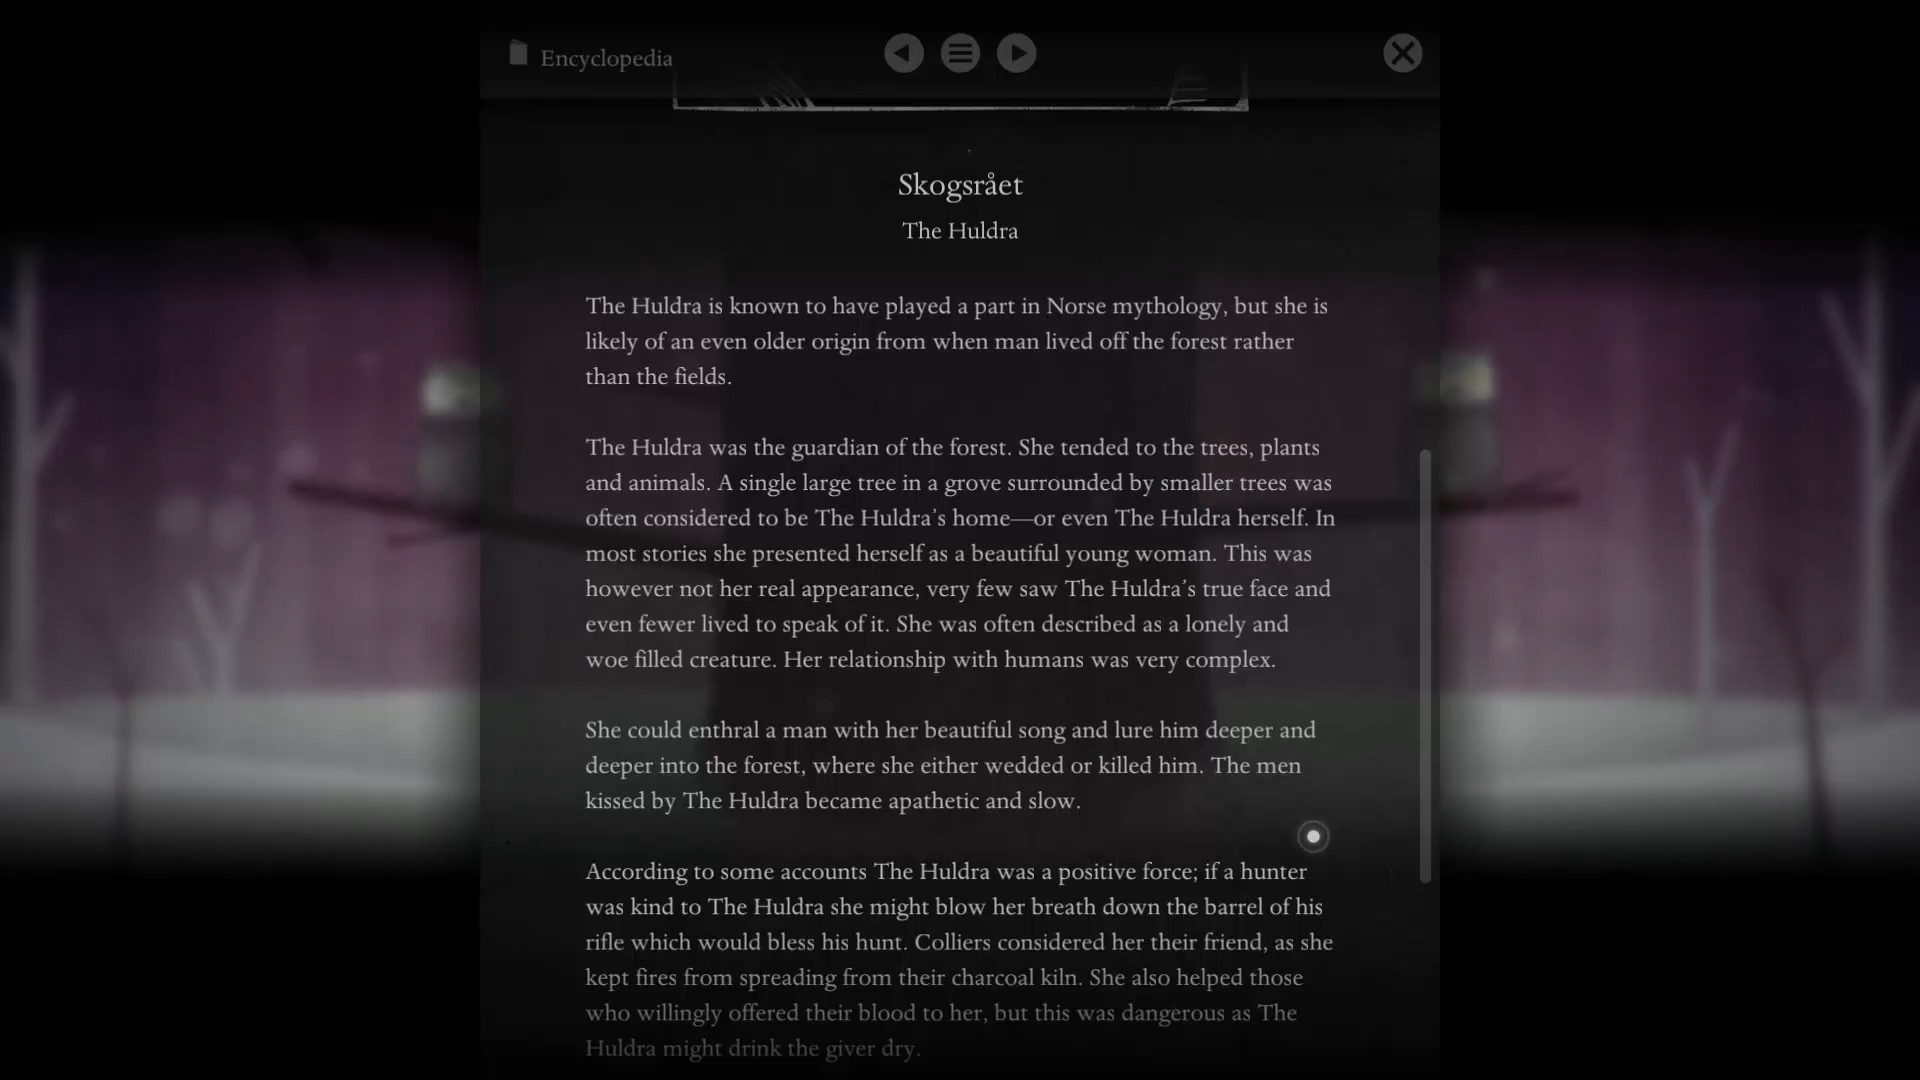 Encyclopedia
Skogsrået
The Huldra
The Huldra is known to have played a part in Norse mythology, but she is
likely of an even older origin from when man lived off the forest rather
than the fields.
The Huldra was the guardian of the forest. She tended to the trees, plants
and animals. A single large tree in a grove surrounded by smaller trees was
often considered to be The Huldra’s home—or even The Huldra herself. In
most stories she presented herself as a beautiful young woman. This was
however not her real appearance, very few saw The Huldra’s true face and
even fewer lived to speak of it. She was often described as a lonely and
woe filled creature. Her relationship with humans was very complex.
She could enthral a man with her beautiful song and lure him deeper and
deeper into the forest, where she either wedded or killed him. The men
kissed by The Huldra became apathetic and slow.
According to some accounts The Huldra was a positive force; if a hunter
was kind to The Huldra she might blow her breath down the barrel of his
rifle which would bless his hunt. Colliers considered her their friend, as she
kept fires from spreading from their charcoal kiln. She also helped those
who willingly offered their blood to her, but this was dangerous as The
Huldra might drink the giver dry.